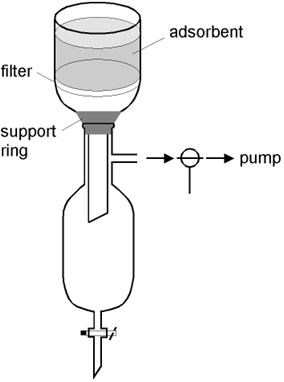 adsorbent
filter
support
ring
pump